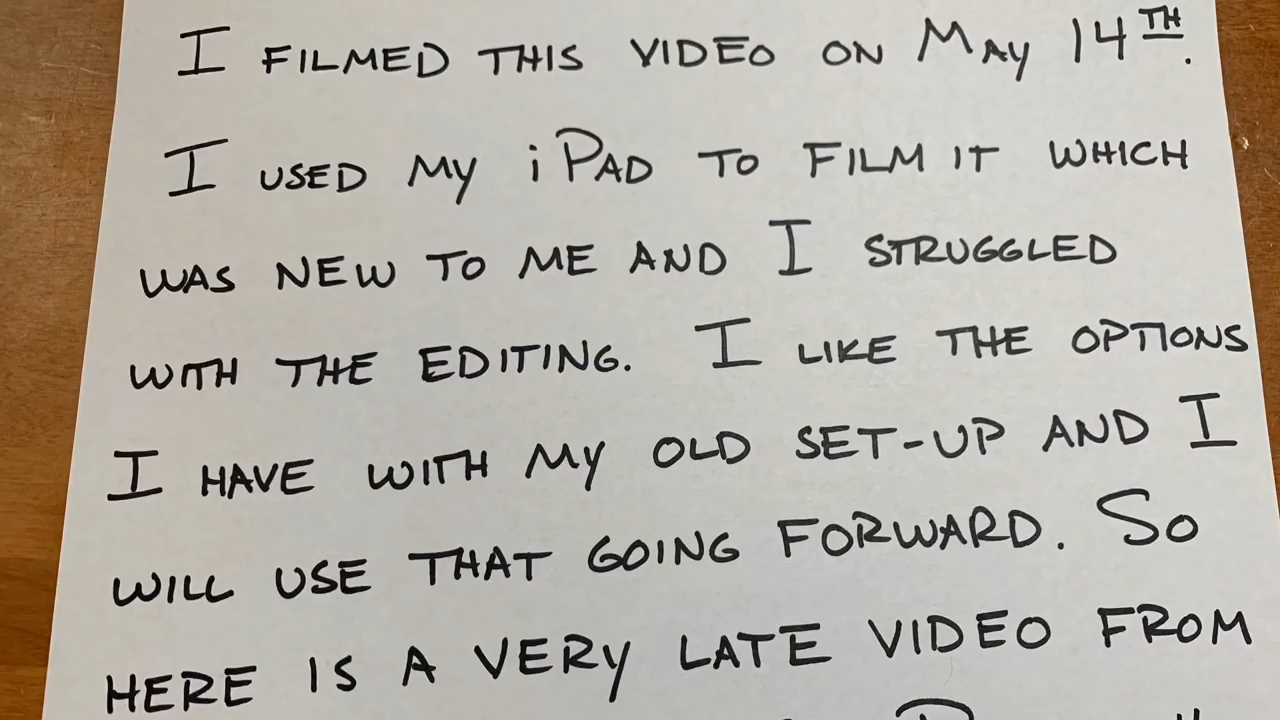 I FILMED THIS VIDEO ON MAY 14TH.
I USED MY iPAD TO FILM IT WHICH
WAS NEW TO ME AND I STRUGGLED
WITH THE EDITING. I LIKE THE OPTIONS
I HAVE WITH MY OLD SET-UP AND I
WILL USE THAT GOING FORWARD. SO
HERE IS A VERY LATE VIDEO FROM